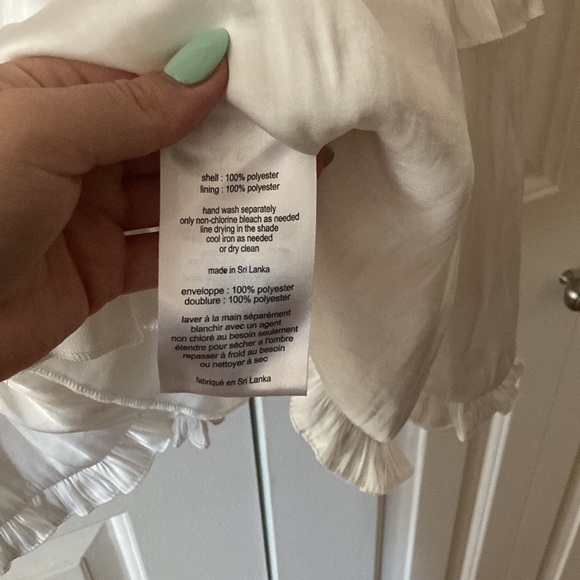 shell : 100% polyester
lining : 100% polyester
hand wash separately
only non-chlorine bleach as needed
line drying in the shade
cool iron as needed
or dry clean
made in Sri Lanka
enveloppe : 100% polyester
doublure : 100% polyester
laver à la main séparément
blanchir avec un agent
non chloré au besoin seulement
étendre pour sècher a l'ombre
repasser à froid au besoin
ou nettoyer à sec
fabriqué en Sri Lanka